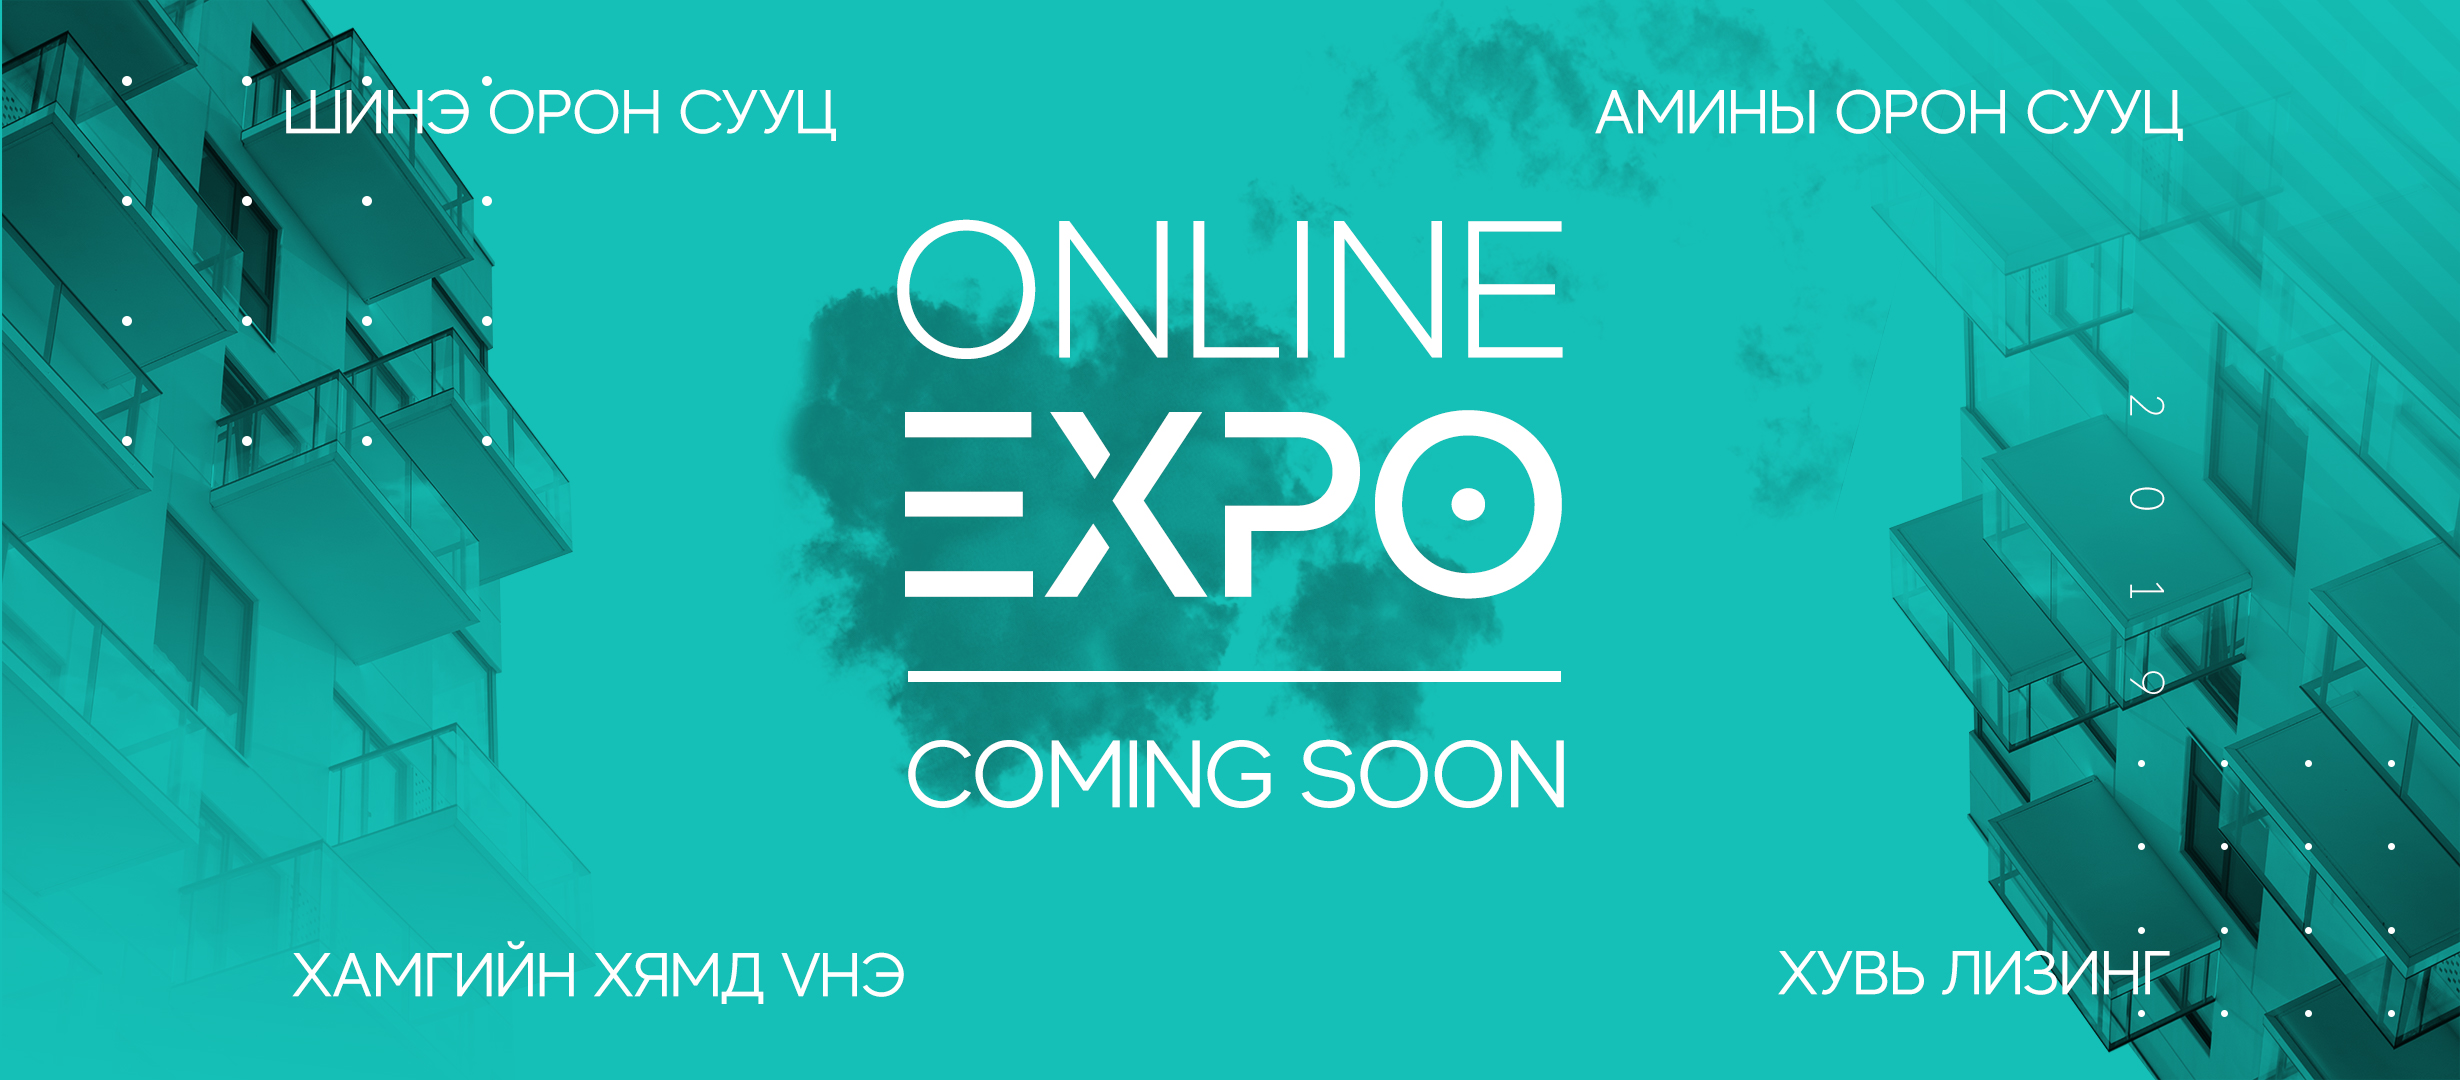 ШИНЭ ОРОН СУУЦ
АМИНЫ ОРОН СУУЦ
ONLINE
EXPO
COMING SOON
2019
ХАМГИЙН ХЯМД VНЭ
ХУВЬ ЛИЗИНГ